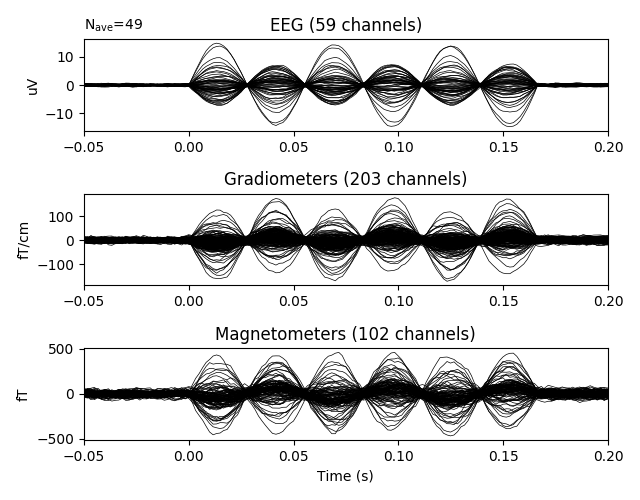 Nave=49
EEG (59 channels)
10
0
−10
uV
−0.05 0.00 0.05 0.10 0.15 0.20
Gradiometers (203 channels)
100
0
−100
fT/cm
−0.05 0.00 0.05 0.10 0.15 0.20
Magnetometers (102 channels)
500
0
−500
fT
−0.05 0.00 0.05 0.10 0.15 0.20
Time (s)